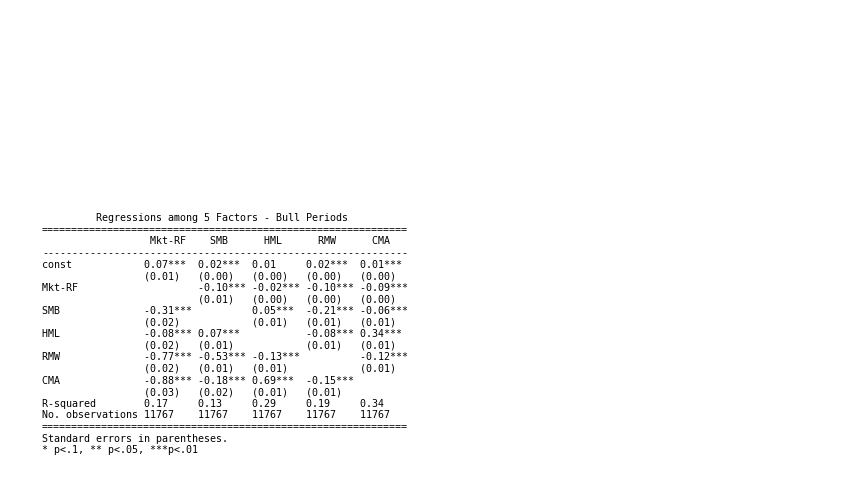 Regressions among 5 Factors - Bull Periods
=============================================================
                  Mkt-RF    SMB      HML      RMW      CMA
-------------------------------------------------------------
const            0.07***  0.02***  0.01     0.02***  0.01***
                 (0.01)   (0.00)   (0.00)   (0.00)   (0.00)
Mkt-RF                    -0.10*** -0.02*** -0.10*** -0.09***
                          (0.01)   (0.00)   (0.00)   (0.00)
SMB              -0.31***          0.05***  -0.21*** -0.06***
                 (0.02)            (0.01)   (0.01)   (0.01)
HML              -0.08*** 0.07***           -0.08*** 0.34***
                 (0.02)   (0.01)            (0.01)   (0.01)
RMW              -0.77*** -0.53*** -0.13***          -0.12***
                 (0.02)   (0.01)   (0.01)            (0.01)
CMA              -0.88*** -0.18*** 0.69***  -0.15***
                 (0.03)   (0.02)   (0.01)   (0.01)
R-squared        0.17     0.13     0.29     0.19     0.34
No. observations 11767    11767    11767    11767    11767
=============================================================
Standard errors in parentheses.
* p<.1, ** p<.05, ***p<.01